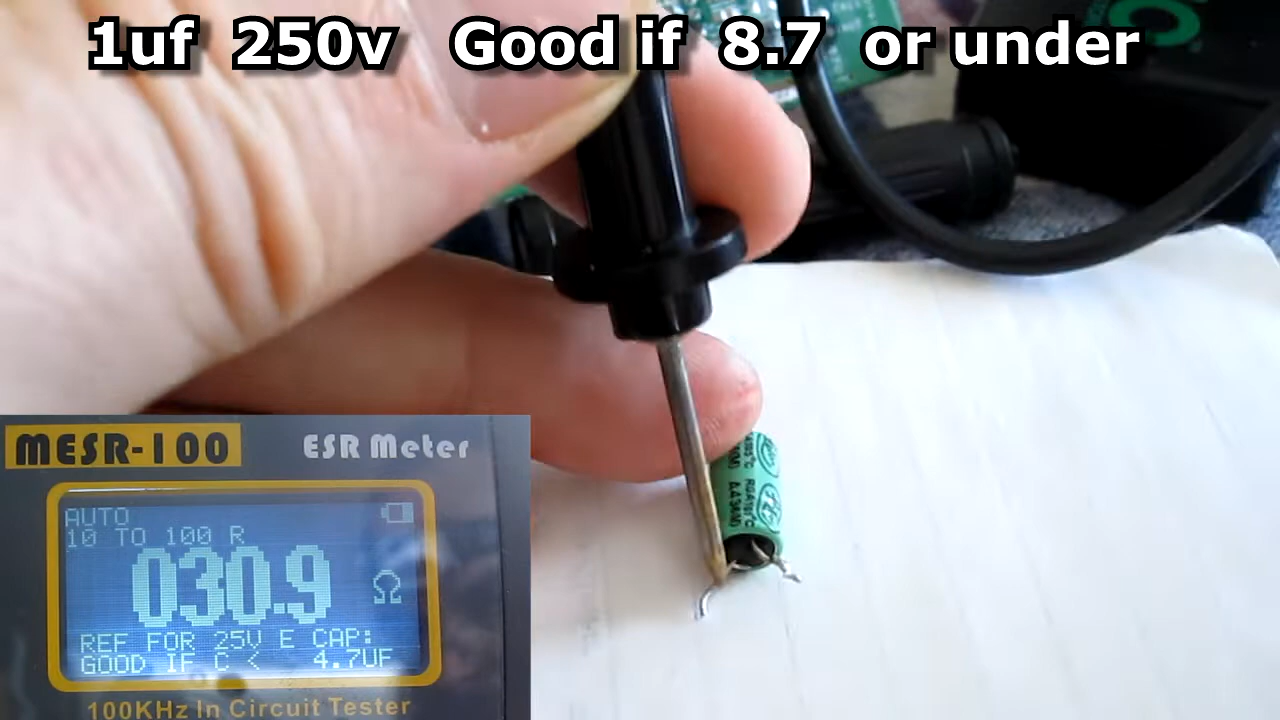 1uf 250v Good if 8.7 or under
MESR-100 ESR Meter
AUTO
10 TO 100 R
030.9 Ω
REF FOR 25V E CAP:
GOOD IF C < 4.7UF
100KHz In Circuit Tester